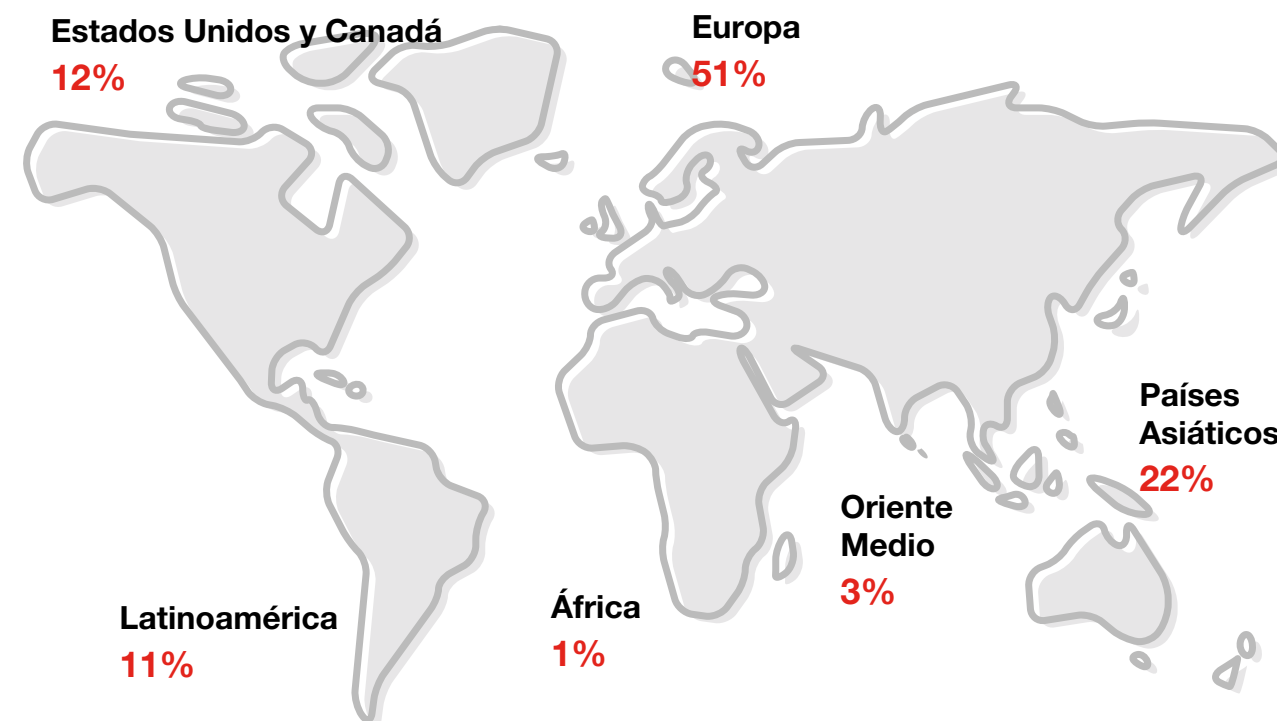 Estados Unidos y Canadá
12%
Europa
51%
Países
Asiáticos
22%
Oriente
Medio
3%
África
1%
Latinoamérica
11%